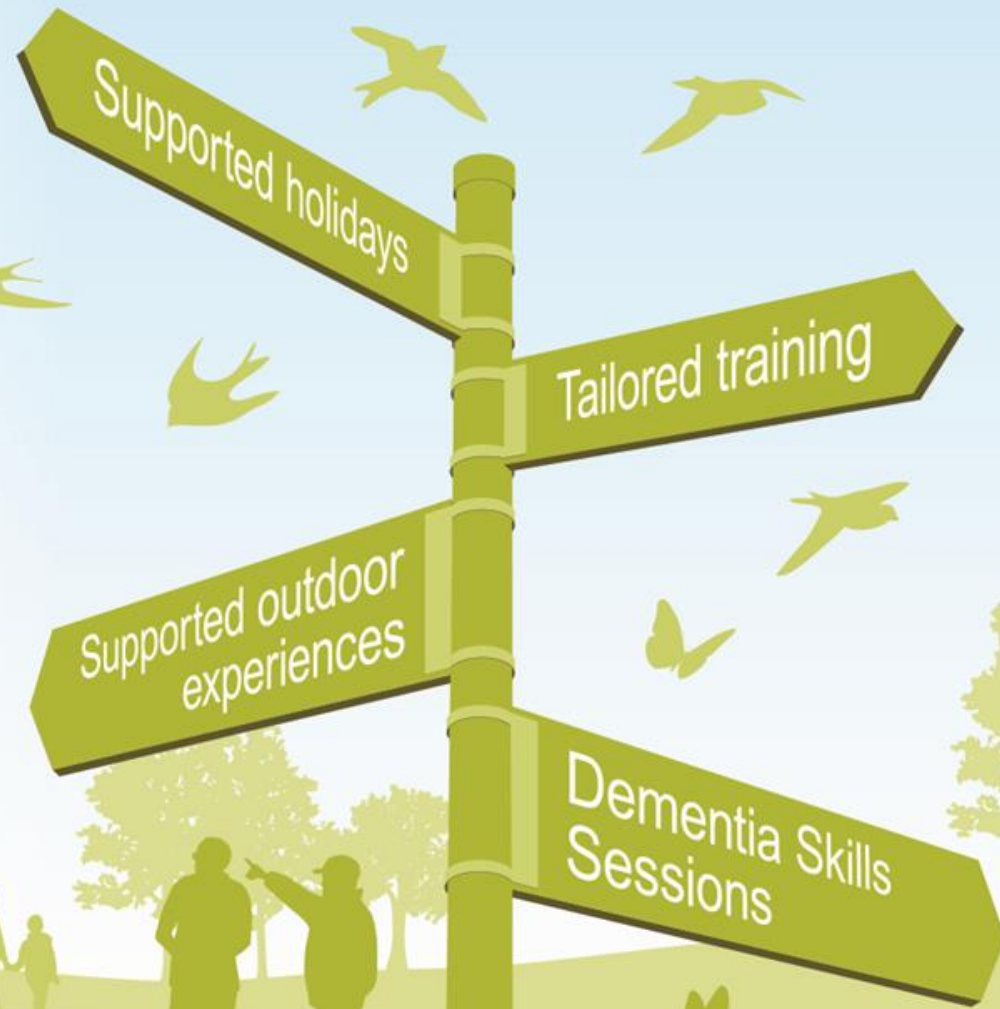 Supported holidays
Tailored training
Supported outdoor
experiences
Dementia Skills
Sessions